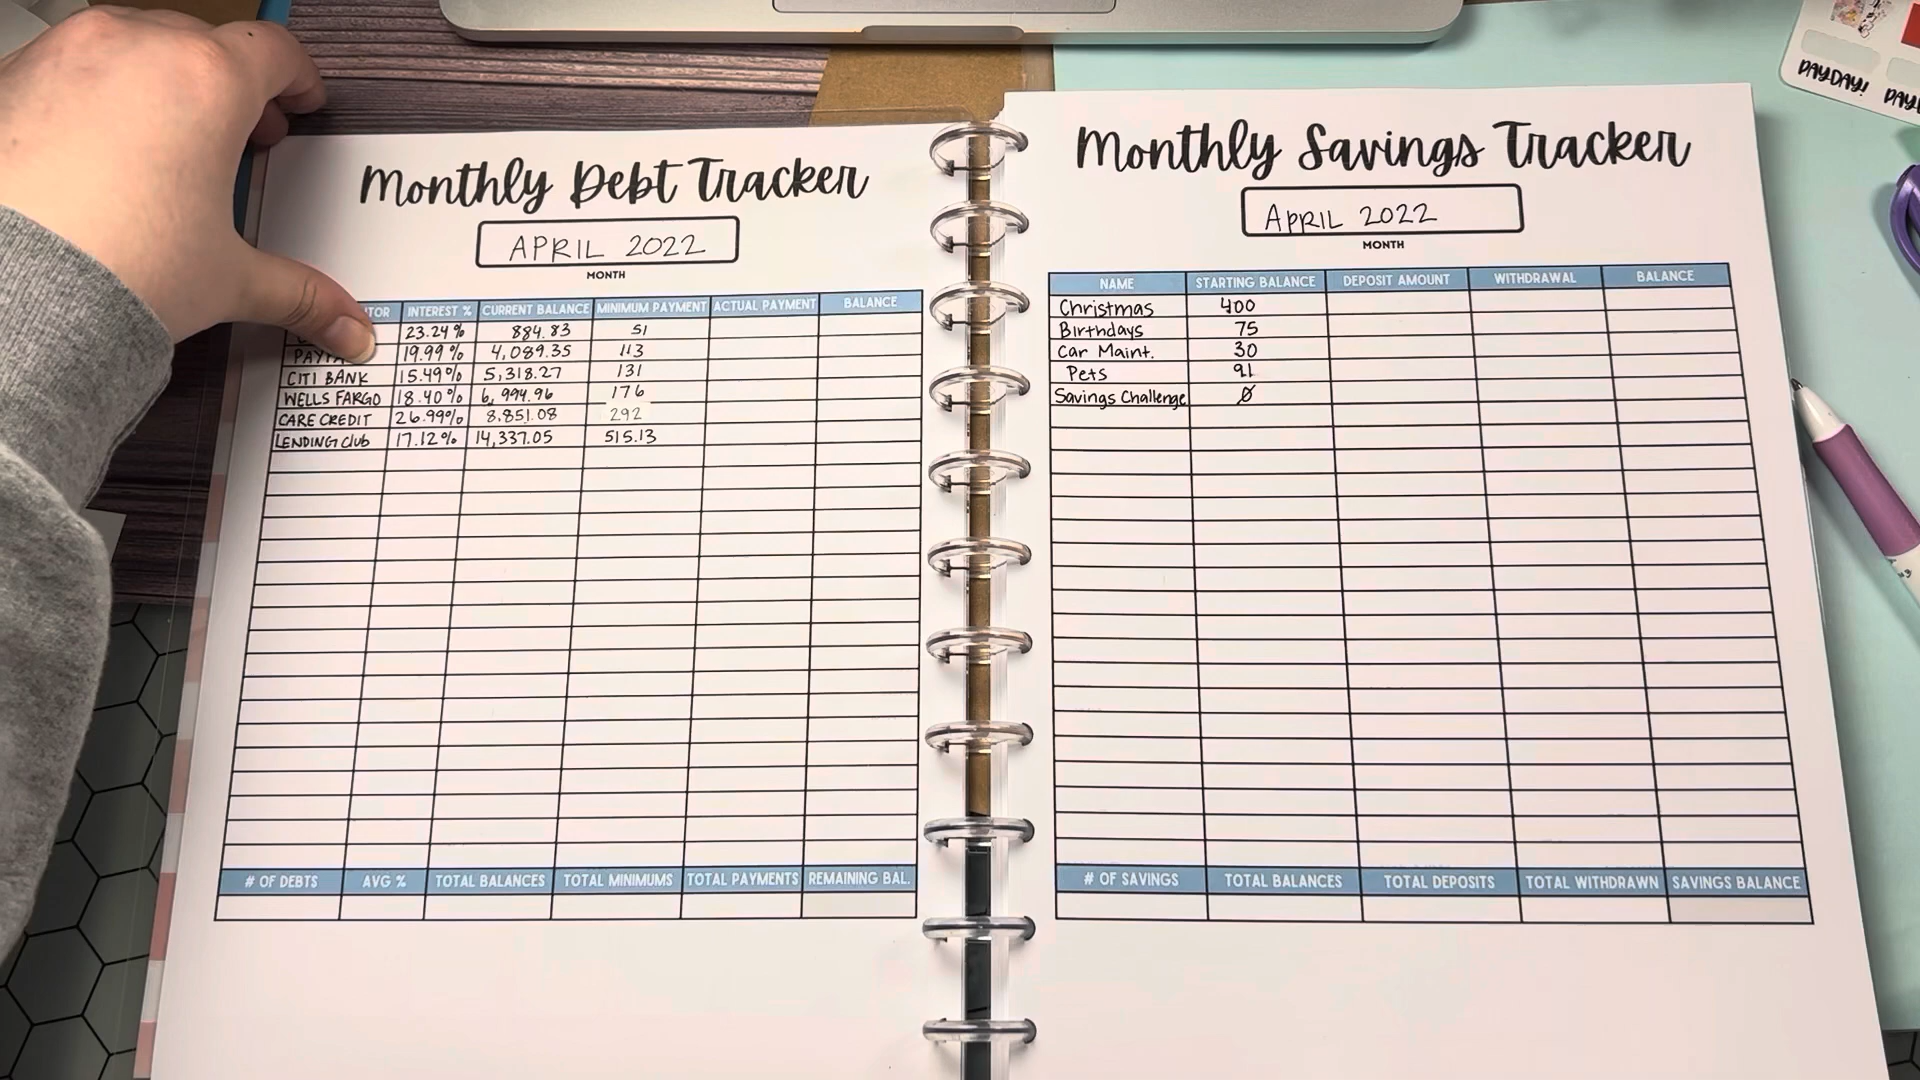 PAYDAY!
Monthly Debt Tracker
APRIL 2022
MONTH
INTEREST % CURRENT BALANCE MINIMUM PAYMENT ACTUAL PAYMENT BALANCE
23.24% 884.83 51
19.99% 4,089.35 113
CITI BANK 15.49% 5,318.27 131
WELLS FARGO 18.40% 6,994.96 176
CARE CREDIT 26.99% 8.851.08 292
LENDING CLUB 17.12% 14,337.05 515.13
# OF DEBTS AVG % TOTAL BALANCES TOTAL MINIMUMS TOTAL PAYMENTS REMAINING BAL.
Monthly Savings Tracker
APRIL 2022
MONTH
NAME STARTING BALANCE DEPOSIT AMOUNT WITHDRAWAL BALANCE
Christmas 400
Birthdays 75
Car Maint. 30
Pets 91
Savings Challenge Ø
# OF SAVINGS TOTAL BALANCES TOTAL DEPOSITS TOTAL WITHDRAWN SAVINGS BALANCE